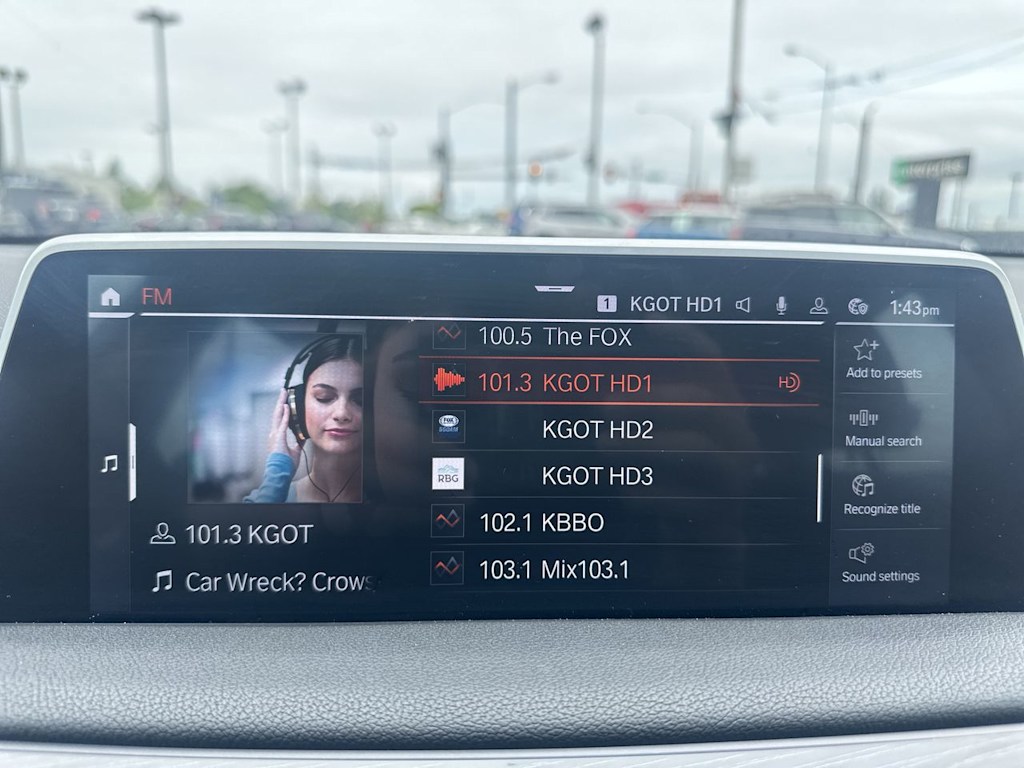 FM
1 KGOT HD1 1:43pm
100.5 The FOX
101.3 KGOT HD1 HD
KGOT HD2
RBG KGOT HD3
102.1 KBBO
103.1 Mix103.1
101.3 KGOT
Car Wreck? Crows
Add to presets
Manual search
Recognize title
Sound settings